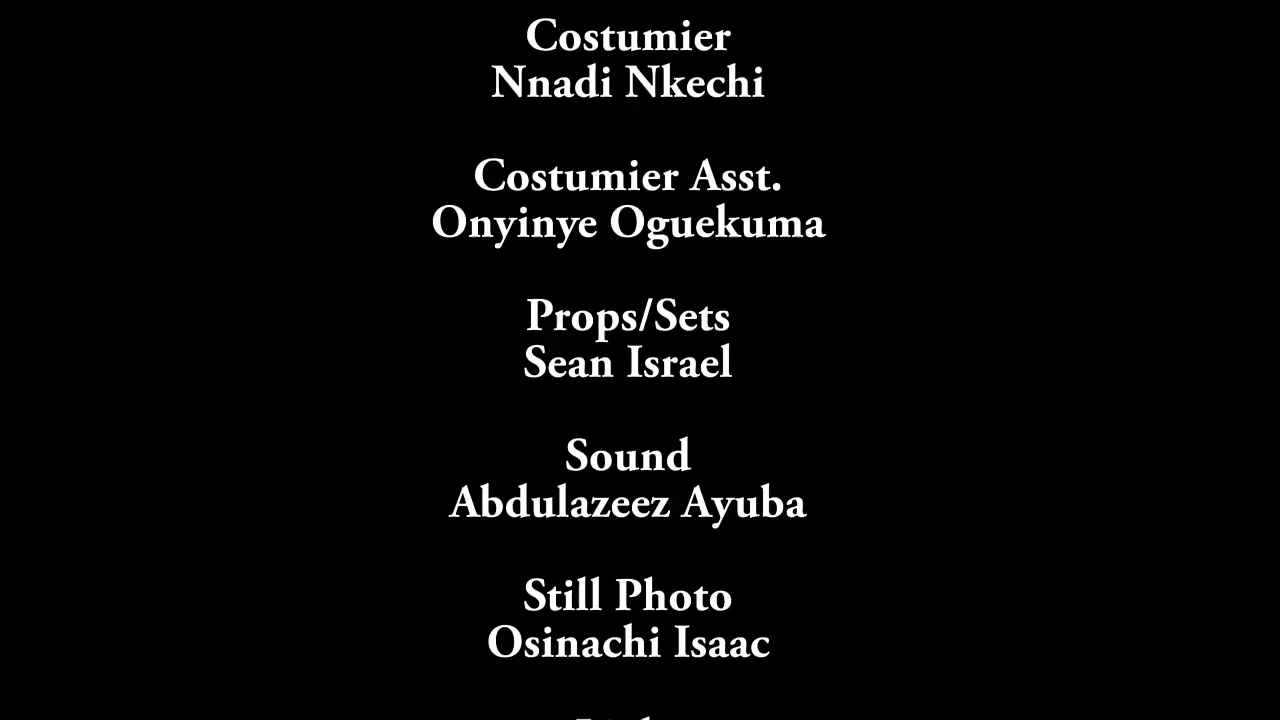 Costumier
Nnadi Nkechi
Costumier Asst.
Onyinye Oguekuma
Props/Sets
Sean Israel
Sound
Abdulazeez Ayuba
Still Photo
Osinachi Isaac